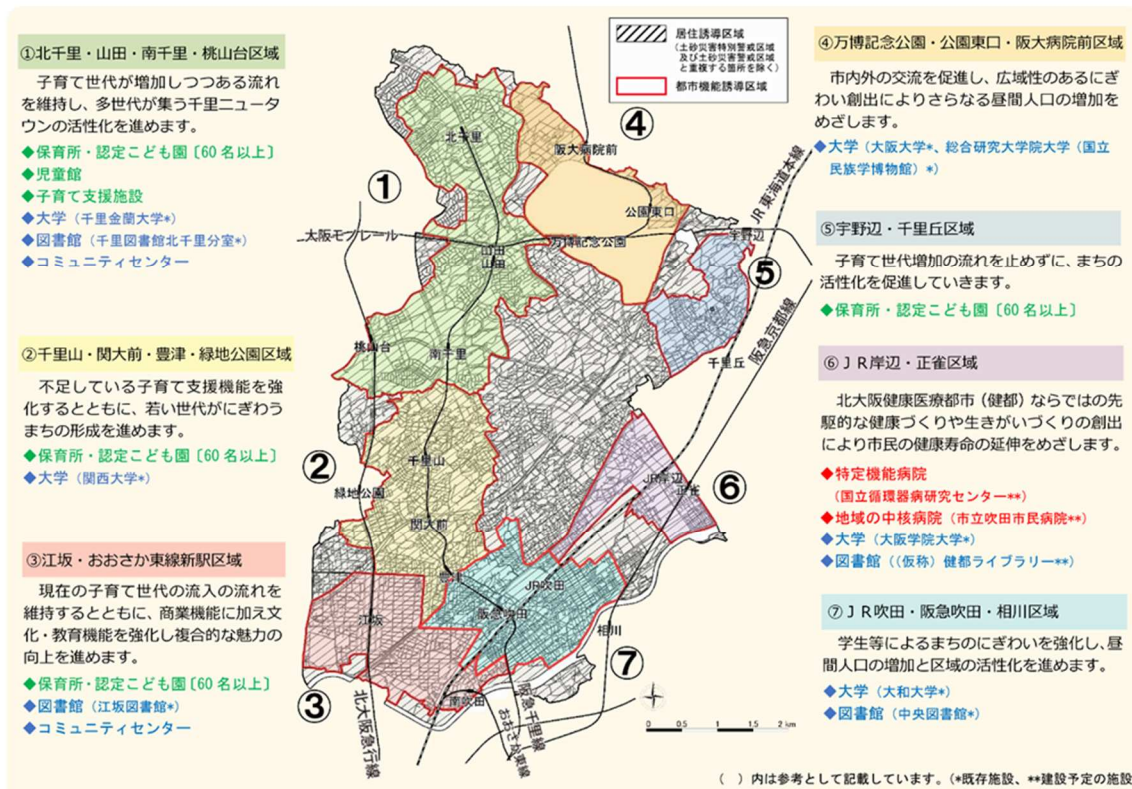 ①北千里・山田・南千里・桃山台区域
子育て世代が増加しつつある流れ
を維持し、多世代が集う千里ニュータ
ウンの活性化を進めます。
◆保育所・認定こども園〔60名以上〕
◆児童館
◆子育て支援施設
◆大学（千里金蘭大学*）
◆図書館（千里図書館北千里分室*）
◆コミュニティセンター
②千里山・関大前・豊津・緑地公園区域
不足している子育て支援機能を強
化するとともに、若い世代がにぎわう
まちの形成を進めます。
◆保育所・認定こども園〔60名以上〕
◆大学（関西大学*）
③江坂・おおさか東線新駅区域
現在の子育て世代の流入の流れを
維持するとともに、商業機能に加え文
化・教育機能を強化し複合的な魅力の
向上を進めます。
◆保育所・認定こども園〔60名以上〕
◆図書館（江坂図書館*）
◆コミュニティセンター
居住誘導区域
（土砂災害特別警戒区域
及び土砂災害警戒区域
と重複する箇所を除く）
都市機能誘導区域
①
②
③
④
⑤
⑥
⑦
北千里
阪大病院前
公園東口
JR東海道本線
大阪モノレール
山田
山田
万博記念公園
宇野辺
阪急京都線
桃山台
南千里
千里丘
千里山
緑地公園
関大前
JR岸辺
正雀
豊津
JR吹田
江坂
阪急吹田
相川
南吹田
北大阪急行線
阪急千里線
おおさか東線
0 0.5 1 1.5 2 km
④万博記念公園・公園東口・阪大病院前区域
市内外の交流を促進し、広域性のあるにぎ
わい創出によりさらなる昼間人口の増加を
めざします。
◆大学（大阪大学*、総合研究大学院大学（国立
民族学博物館）*）
⑤宇野辺・千里丘区域
子育て世代増加の流れを止めずに、まちの
活性化を促進していきます。
◆保育所・認定こども園〔60名以上〕
⑥ＪＲ岸辺・正雀区域
北大阪健康医療都市（健都）ならではの先
駆的な健康づくりや生きがいづくりの創出
により市民の健康寿命の延伸をめざします。
◆特定機能病院
（国立循環器病研究センター**）
◆地域の中核病院（市立吹田市民病院**）
◆大学（大阪学院大学*）
◆図書館（（仮称）健都ライブラリー**）
⑦ＪＲ吹田・阪急吹田・相川区域
学生等によるまちのにぎわいを強化し、昼
間人口の増加と区域の活性化を進めます。
◆大学（大和大学*）
◆図書館（中央図書館*）
（　）内は参考として記載しています。（*既存施設、**建設予定の施設